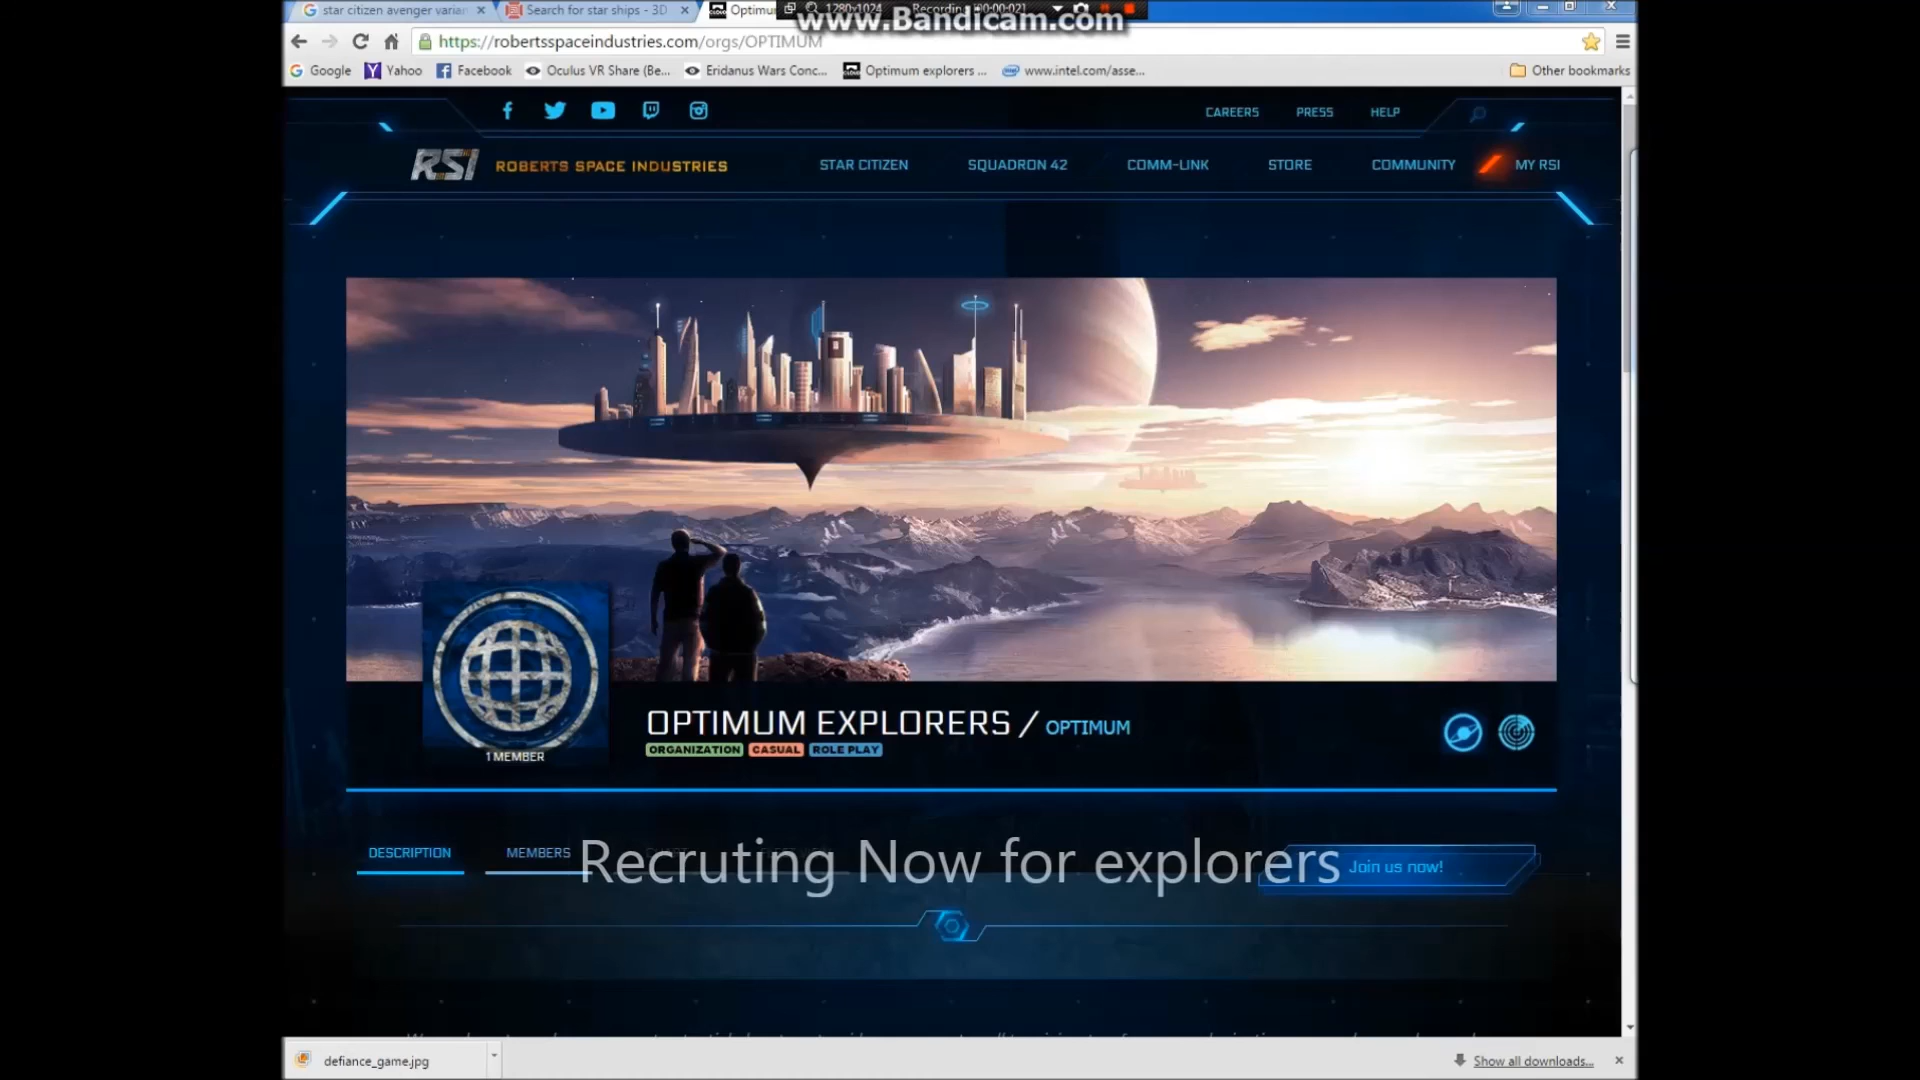 star citizen avenger varian
Search for star ships - 3D
Optimu
1280x1024
Recording [00:00:02]
www.Bandicam.com
https://robertsspaceindustries.com/orgs/OPTIMUM
Google
Yahoo
Facebook
Oculus VR Share (Be...
Eridanus Wars Conc...
Optimum explorers ...
www.intel.com/asse...
Other bookmarks
CAREERS
PRESS
HELP
RSI
ROBERTS SPACE INDUSTRIES
STAR CITIZEN
SQUADRON 42
COMM-LINK
STORE
COMMUNITY
MY RSI
1 MEMBER
OPTIMUM EXPLORERS / OPTIMUM
ORGANIZATION
CASUAL
ROLE PLAY
DESCRIPTION
MEMBERS
Recruting Now for explorers
Join us now!
defiance_game.jpg
Show all downloads...